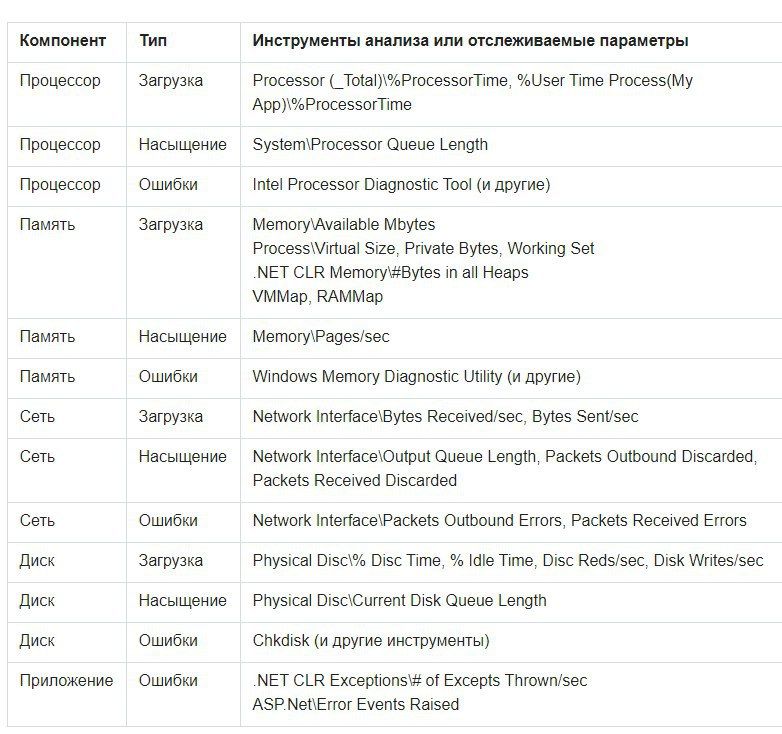 Компонент Тип Инструменты анализа или отслеживаемые параметры
Процессор Загрузка Processor (_Total)\%ProcessorTime, %User Time Process(My
App)\%ProcessorTime
Процессор Насыщение System\Processor Queue Length
Процессор Ошибки Intel Processor Diagnostic Tool (и другие)
Память Загрузка Memory\Available Mbytes
Process\Virtual Size, Private Bytes, Working Set
.NET CLR Memory\#Bytes in all Heaps
VMMap, RAMMap
Память Насыщение Memory\Pages/sec
Память Ошибки Windows Memory Diagnostic Utility (и другие)
Сеть Загрузка Network Interface\Bytes Received/sec, Bytes Sent/sec
Сеть Насыщение Network Interface\Output Queue Length, Packets Outbound Discarded,
Packets Received Discarded
Сеть Ошибки Network Interface\Packets Outbound Errors, Packets Received Errors
Диск Загрузка Physical Disc\% Disc Time, % Idle Time, Disc Reds/sec, Disk Writes/sec
Диск Насыщение Physical Disc\Current Disk Queue Length
Диск Ошибки Chkdisk (и другие инструменты)
Приложение Ошибки .NET CLR Exceptions\# of Excepts Thrown/sec
ASP.Net\Error Events Raised